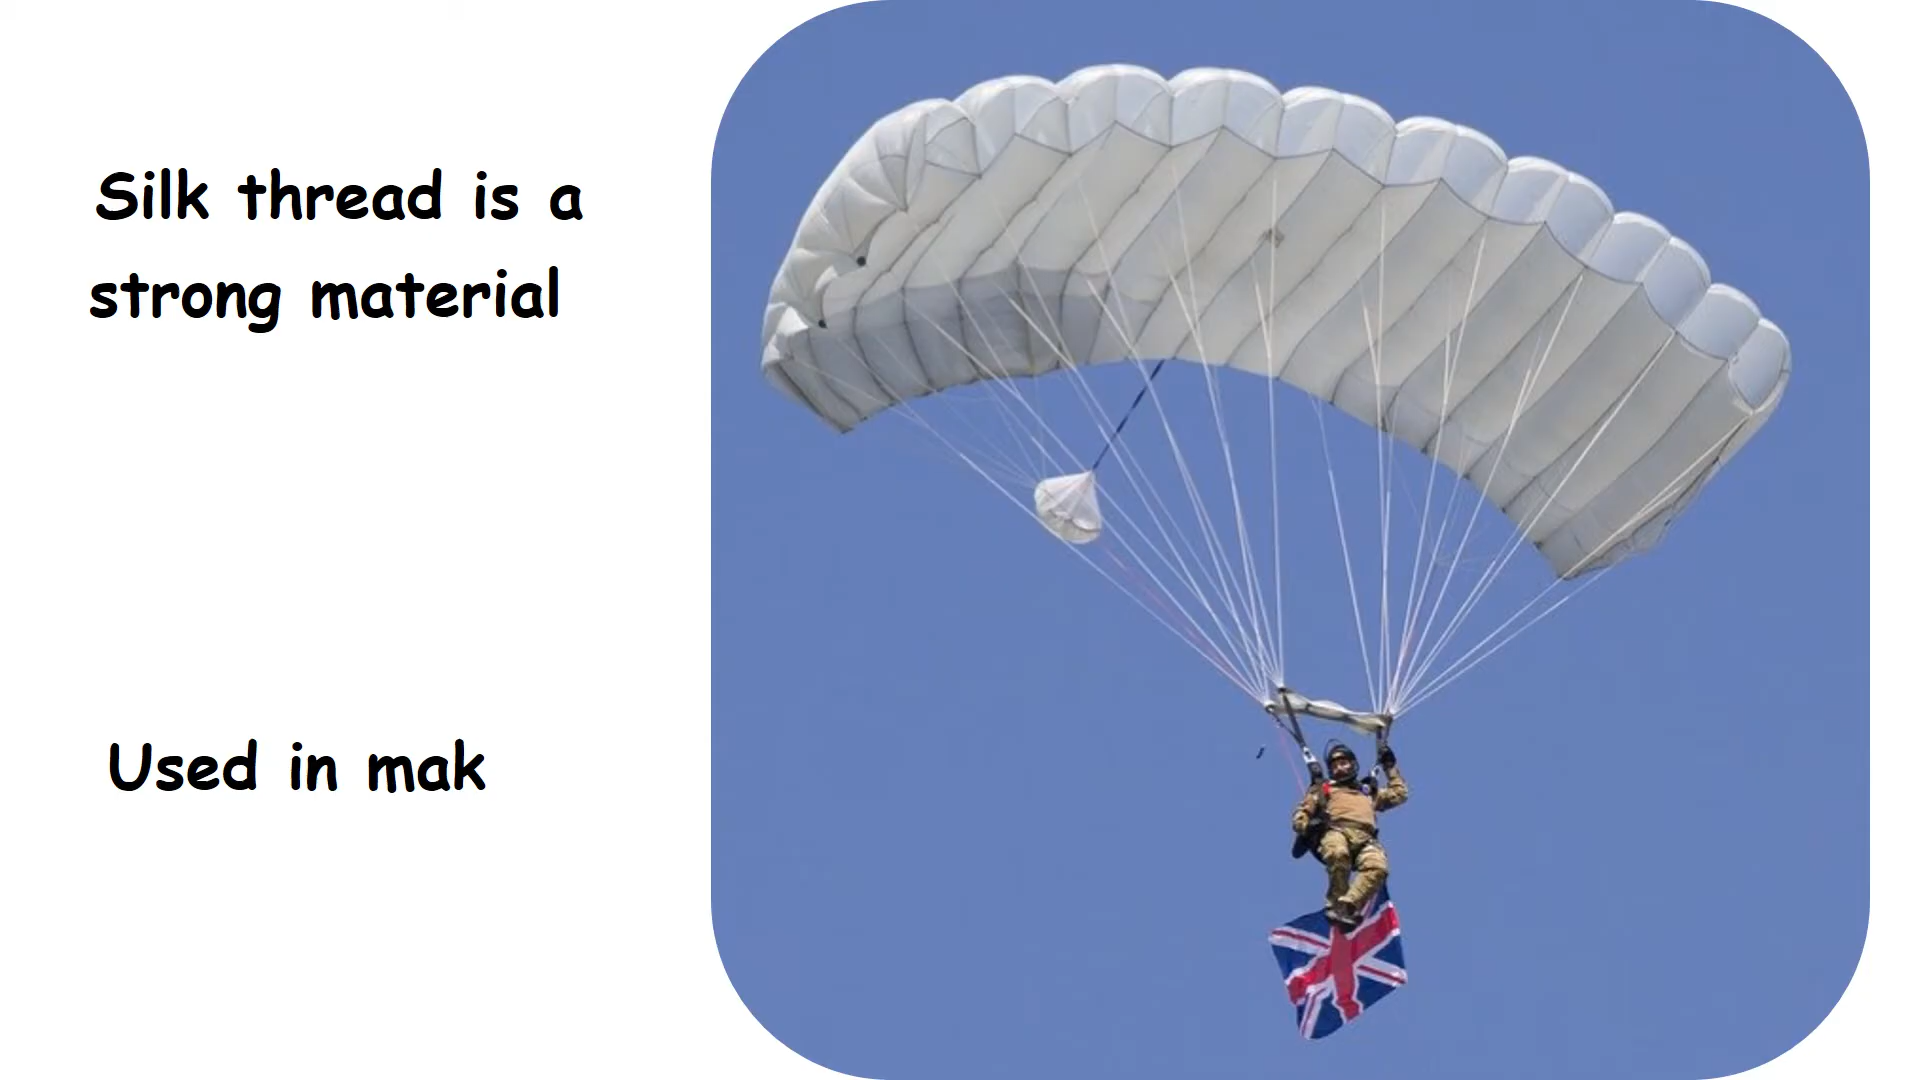 Silk thread is a
strong material
Used in mak